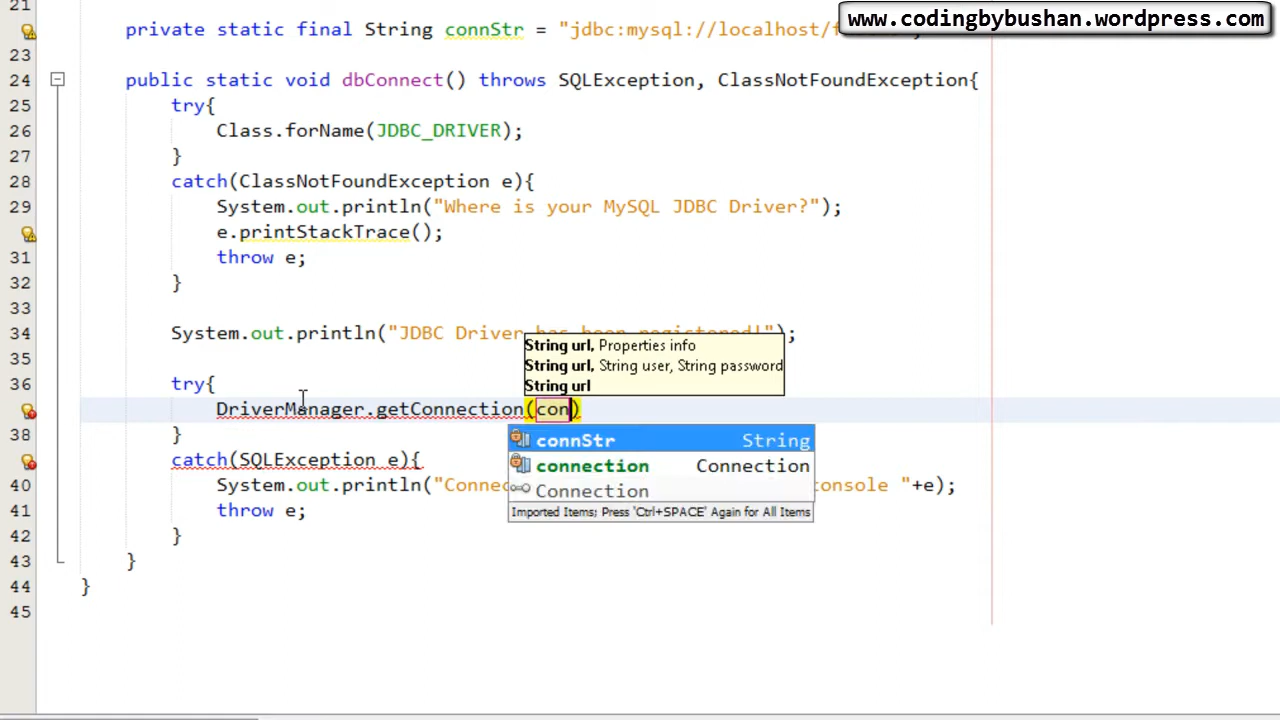 www.codingbybushan.wordpress.com
21
private static final String connStr = "jdbc:mysql://localhost/
23
24 public static void dbConnect() throws SQLException, ClassNotFoundException{
25 try{
26 Class.forName(JDBC_DRIVER);
27 }
28 catch(ClassNotFoundException e){
29 System.out.println("Where is your MySQL JDBC Driver?");
e.printStackTrace();
31 throw e;
32 }
33
34 System.out.println("JDBC Driver has been registered!");
35
String url, Properties info
String url, String user, String password
String url
36 try{
DriverManager.getConnection(con)
38 }
connStr String
connection Connection
Connection
Imported Items; Press 'Ctrl+SPACE' Again for All Items
catch(SQLException e){
40 System.out.println("Connec console "+e);
41 throw e;
42 }
43 }
44 }
45